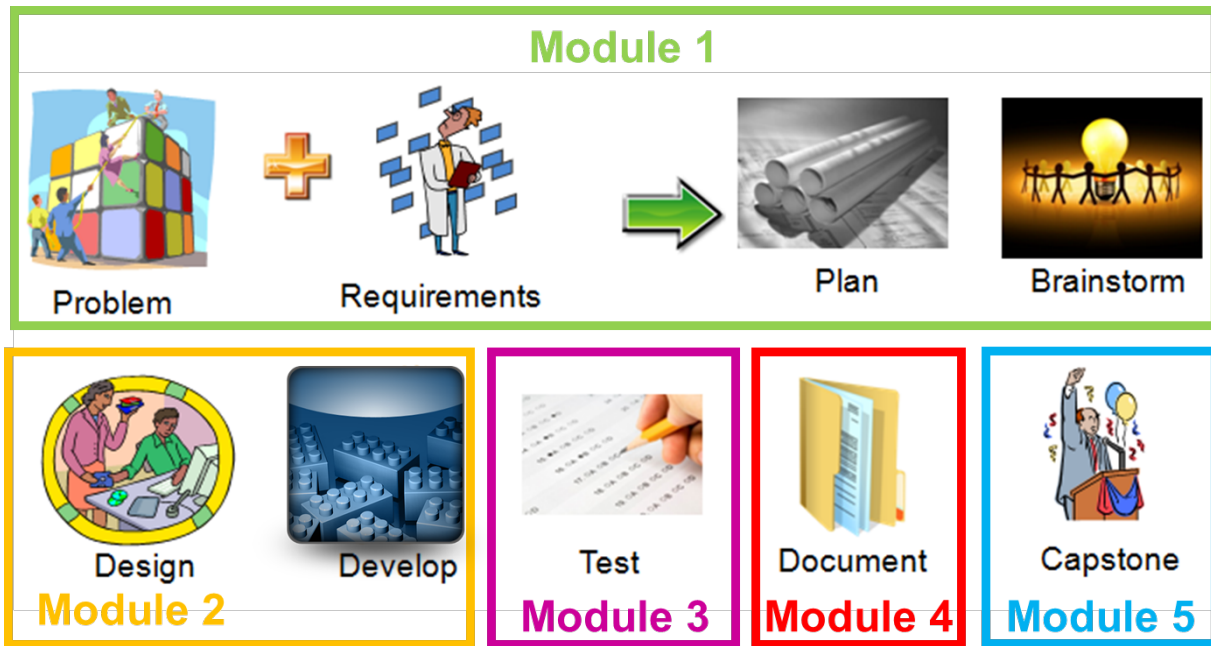 Module 1
Problem
Requirements
Plan
Brainstorm
Design
Develop
Module 2
Test
Module 3
Document
Module 4
Capstone
Module 5